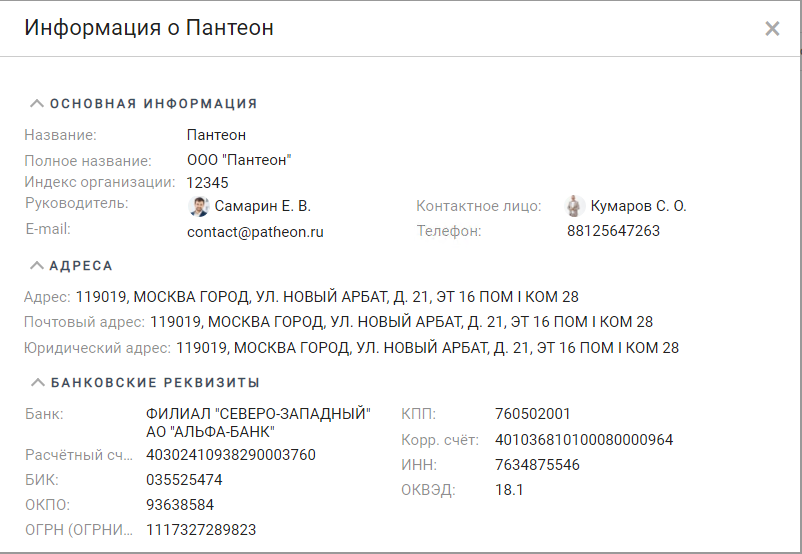 Информация о Пантеон
ОСНОВНАЯ ИНФОРМАЦИЯ
Название: Пантеон
Полное название: ООО "Пантеон"
Индекс организации: 12345
Руководитель: Самарин Е. В. Контактное лицо: Кумаров С. О.
E-mail: contact@patheon.ru Телефон: 88125647263
АДРЕСА
Адрес: 119019, МОСКВА ГОРОД, УЛ. НОВЫЙ АРБАТ, Д. 21, ЭТ 16 ПОМ I КОМ 28
Почтовый адрес: 119019, МОСКВА ГОРОД, УЛ. НОВЫЙ АРБАТ, Д. 21, ЭТ 16 ПОМ I КОМ 28
Юридический адрес: 119019, МОСКВА ГОРОД, УЛ. НОВЫЙ АРБАТ, Д. 21, ЭТ 16 ПОМ I КОМ 28
БАНКОВСКИЕ РЕКВИЗИТЫ
Банк: ФИЛИАЛ "СЕВЕРО-ЗАПАДНЫЙ" КПП: 760502001
АО "АЛЬФА-БАНК"
Корр. счёт: 401036810100080000964
Расчётный сч... 40302410938290003760
ИНН: 7634875546
БИК: 035525474
ОКВЭД: 18.1
ОКПО: 93638584
ОГРН (ОГРНИ... 1117327289823